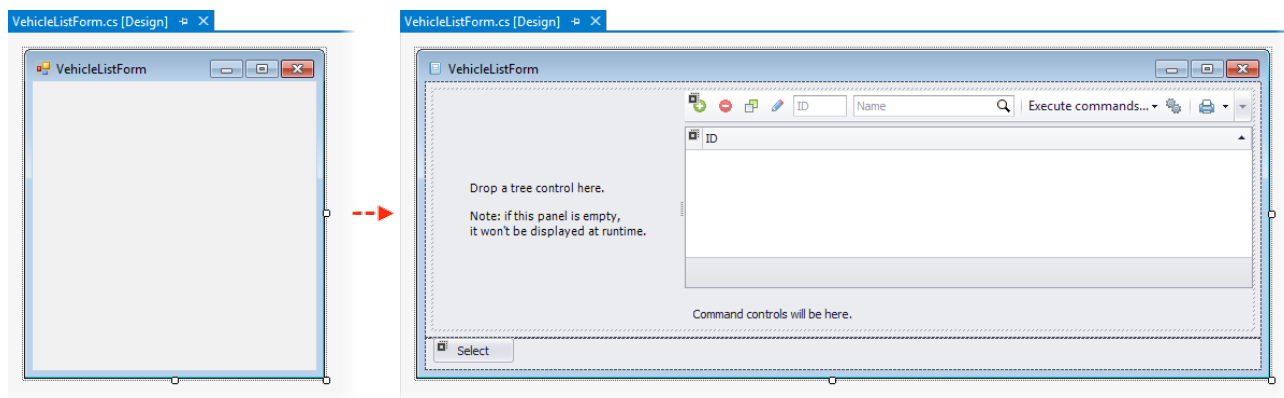 VehicleListForm.cs [Design]
VehicleListForm
VehicleListForm.cs [Design]
VehicleListForm
ID
Name
Execute commands...
ID
Drop a tree control here.
Note: if this panel is empty,
it won't be displayed at runtime.
Command controls will be here.
Select